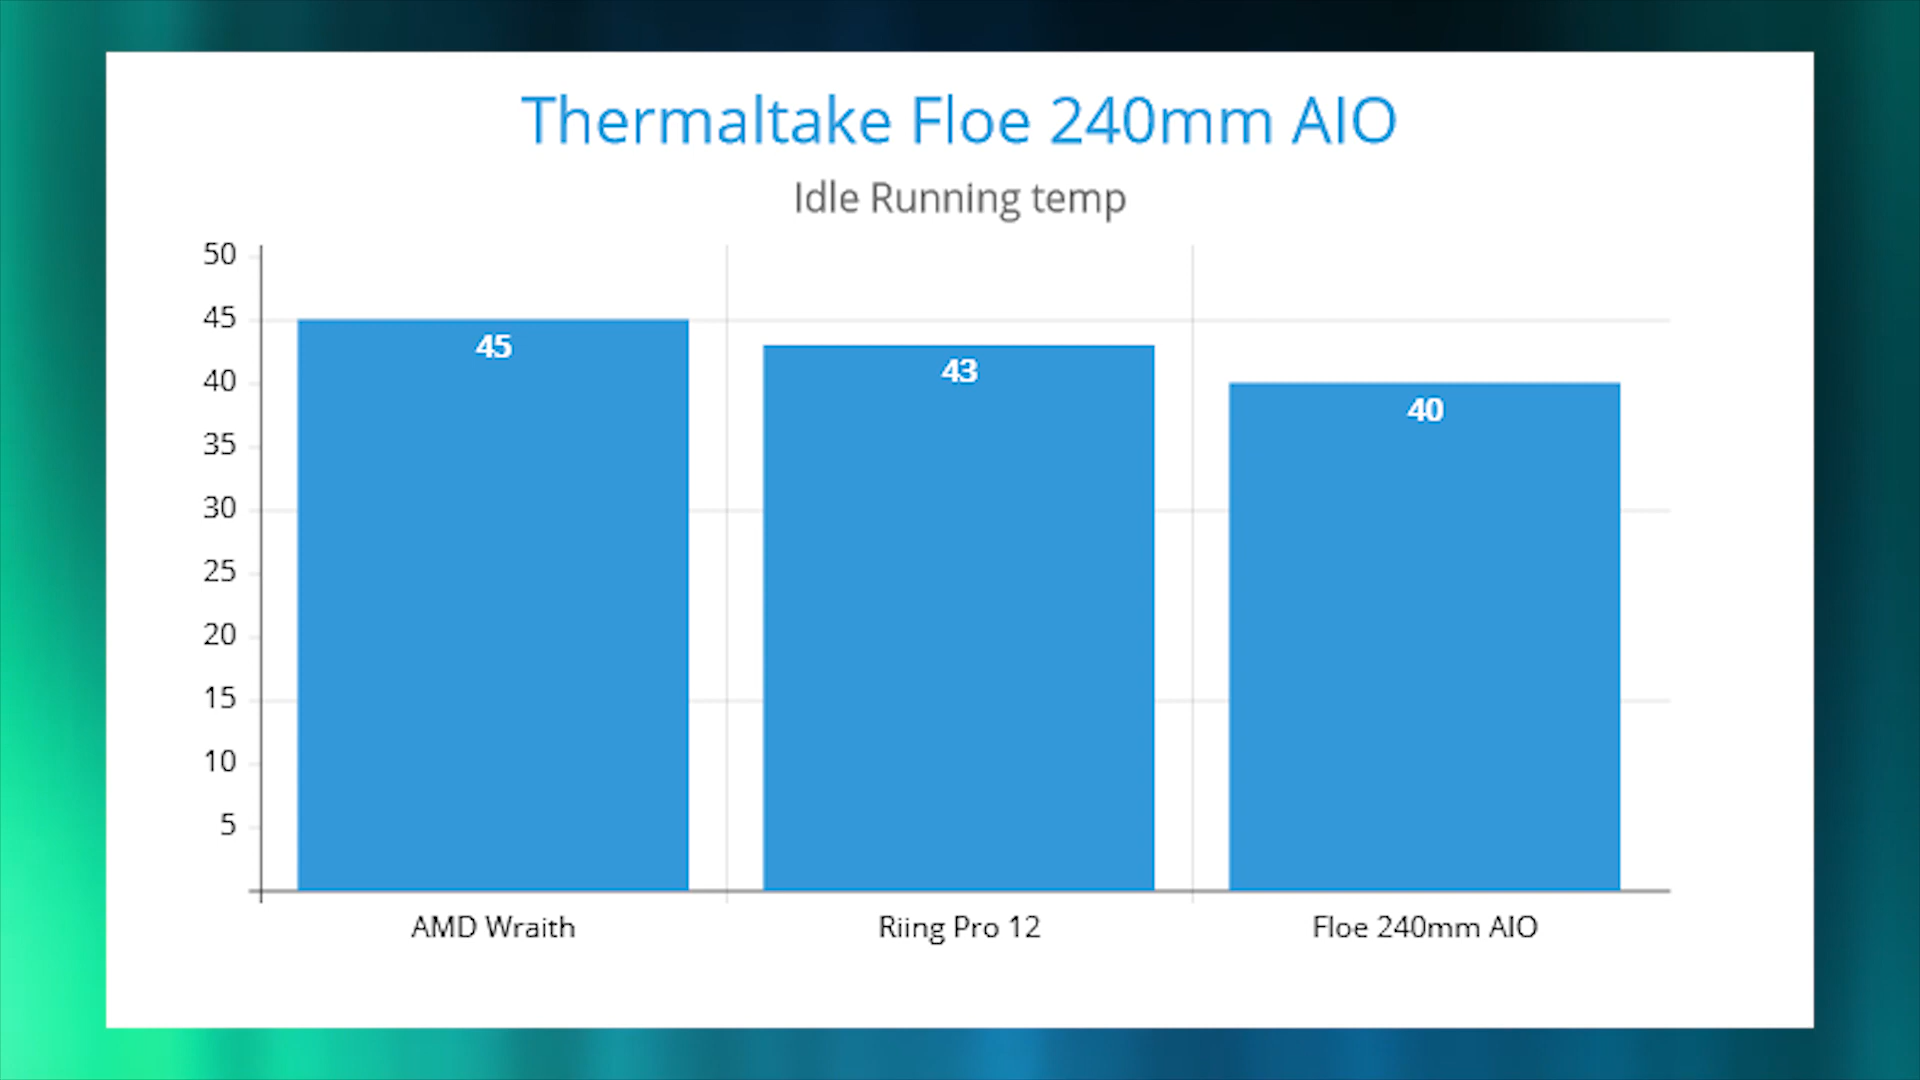 Thermaltake Floe 240mm AIO
Idle Running temp
50
45
40
35
30
25
20
15
10
5
45
43
40
AMD Wraith
Riing Pro 12
Floe 240mm AIO